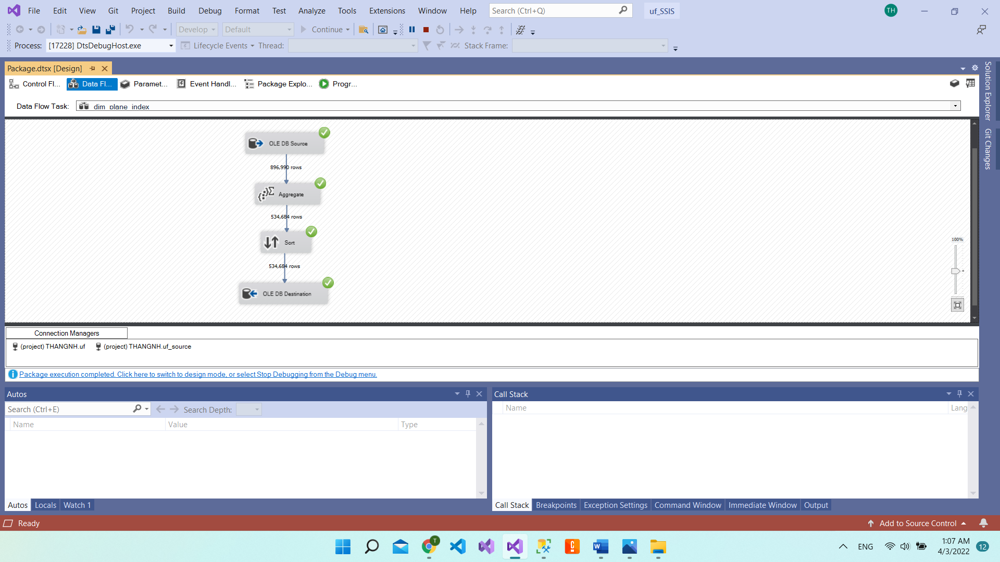 File Edit View Git Project Build Debug Format Test Analyze Tools Extensions Window Help Search (Ctrl+Q) uf_SSIS TH
Develop Default Continue
Process: [17228] DtsDebugHost.exe Lifecycle Events Thread: Stack Frame:
Package.dtsx [Design]
Control Fl... Data Fl... Paramet... Event Handl... Package Explo... Progr...
Data Flow Task: dim_plane_index
OLE DB Source
896,990 rows
Aggregate
534,684 rows
Sort
534,684 rows
OLE DB Destination
100%
Solution Explorer
Git Changes
Connection Managers
(project) THANGNH.uf (project) THANGNH.uf_source
Package execution completed. Click here to switch to design mode, or select Stop Debugging from the Debug menu.
Autos
Search (Ctrl+E) Search Depth:
Name Value Type
Autos Locals Watch 1
Call Stack
Name Lang
Call Stack Breakpoints Exception Settings Command Window Immediate Window Output
Ready Add to Source Control
T
ENG 1:07 AM
4/3/2022 12